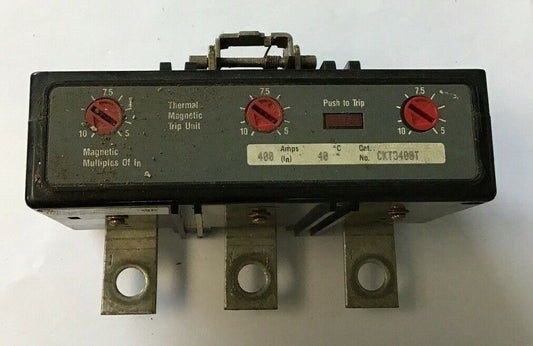 7.5
10 5
Magnetic
Multiples Of In
Thermal
Magnetic
Trip Unit
7.5
10 5
Push to Trip
7.5
10 5
400 Amps (In) 40 °C Cat. No. CKT3400T